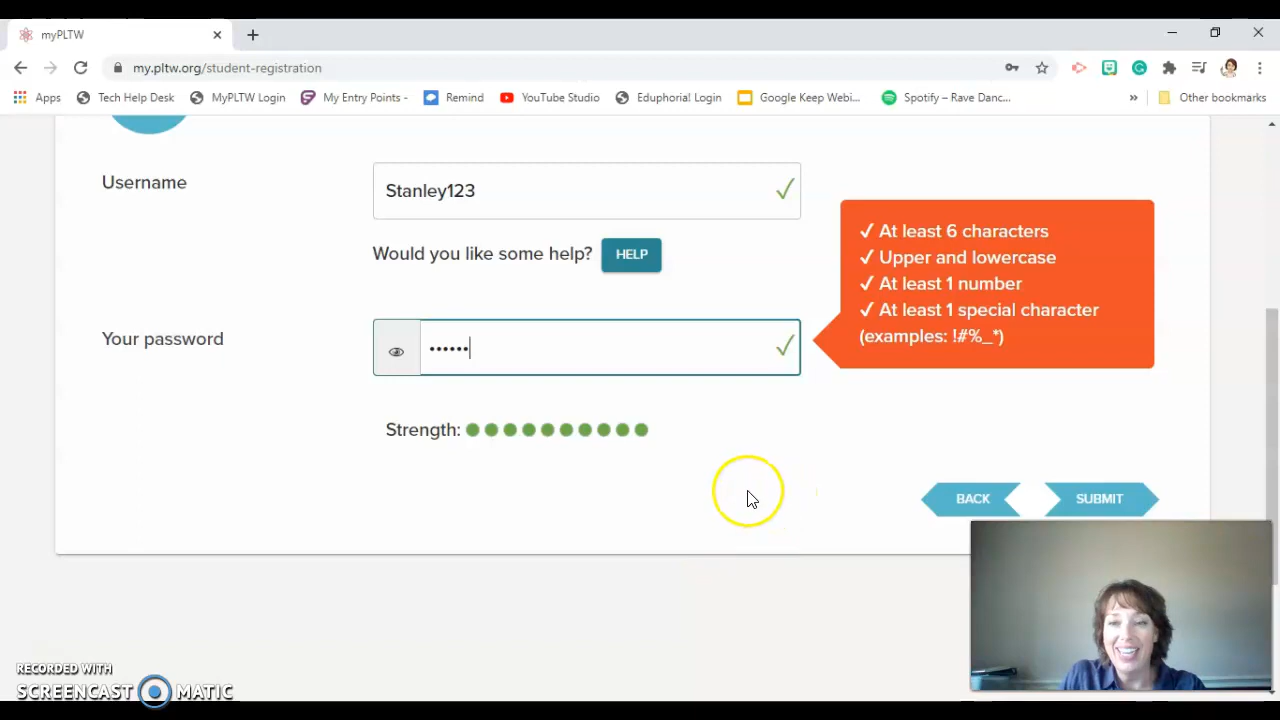 myPLTW
my.pltw.org/student-registration
Apps Tech Help Desk MyPLTW Login My Entry Points - Remind YouTube Studio Eduphoria! Login Google Keep Webi... Spotify – Rave Danc... » Other bookmarks
Username
Stanley123
Would you like some help? HELP
✓ At least 6 characters
✓ Upper and lowercase
✓ At least 1 number
✓ At least 1 special character
(examples: !#%_*)
Your password
••••••
Strength:
BACK SUBMIT
RECORDED WITH
SCREENCAST MATIC